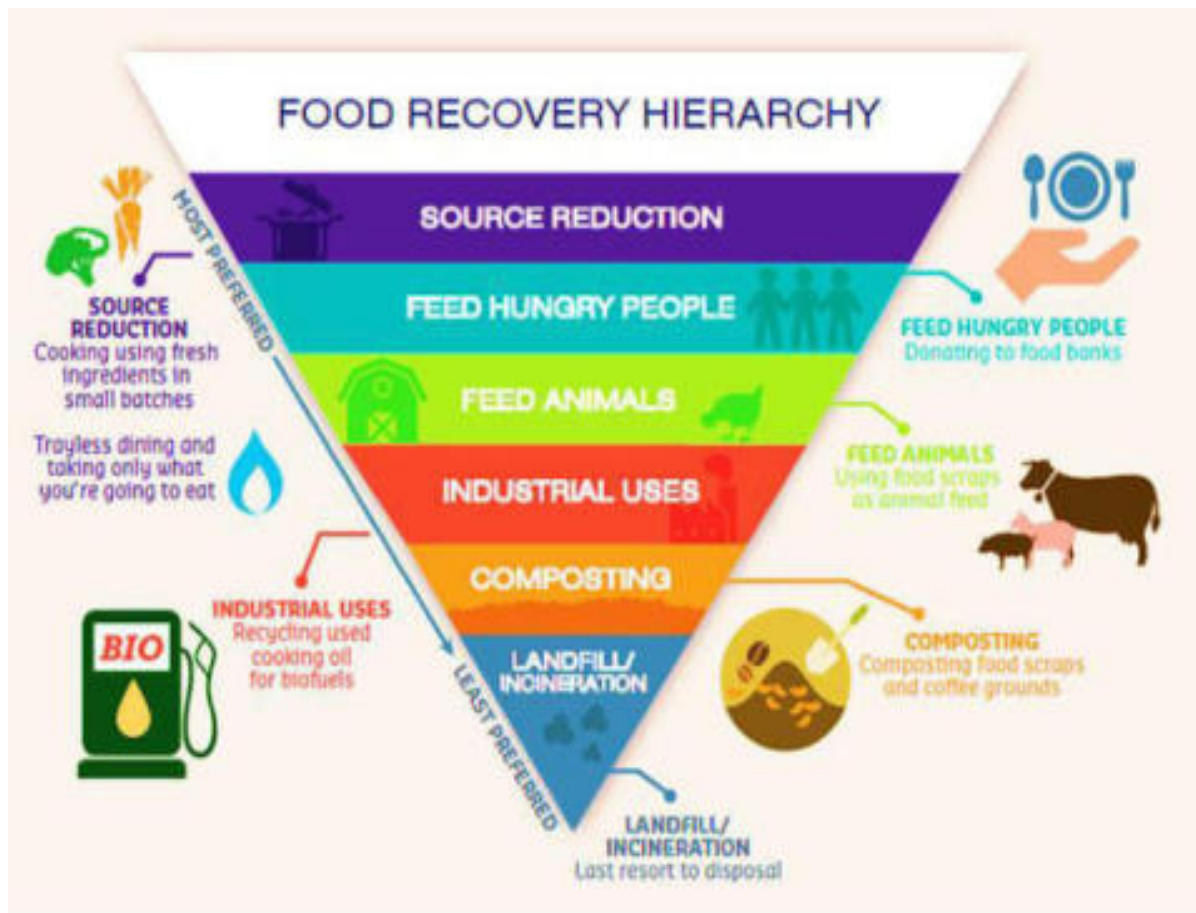 FOOD RECOVERY HIERARCHY
MOST PREFERRED
SOURCE REDUCTION
FEED HUNGRY PEOPLE
FEED ANIMALS
INDUSTRIAL USES
COMPOSTING
LANDFILL/
INCINERATION
LEAST PREFERRED
SOURCE
REDUCTION
Cooking using fresh
ingredients in
small batches
Trayless dining and
taking only what
you're going to eat
FEED HUNGRY PEOPLE
Donating to food banks
FEED ANIMALS
Using food scraps
as animal feed
INDUSTRIAL USES
Recycling used
cooking oil
for biofuels
BIO
COMPOSTING
Composting food scraps
and coffee grounds
LANDFILL/
INCINERATION
Last resort to disposal